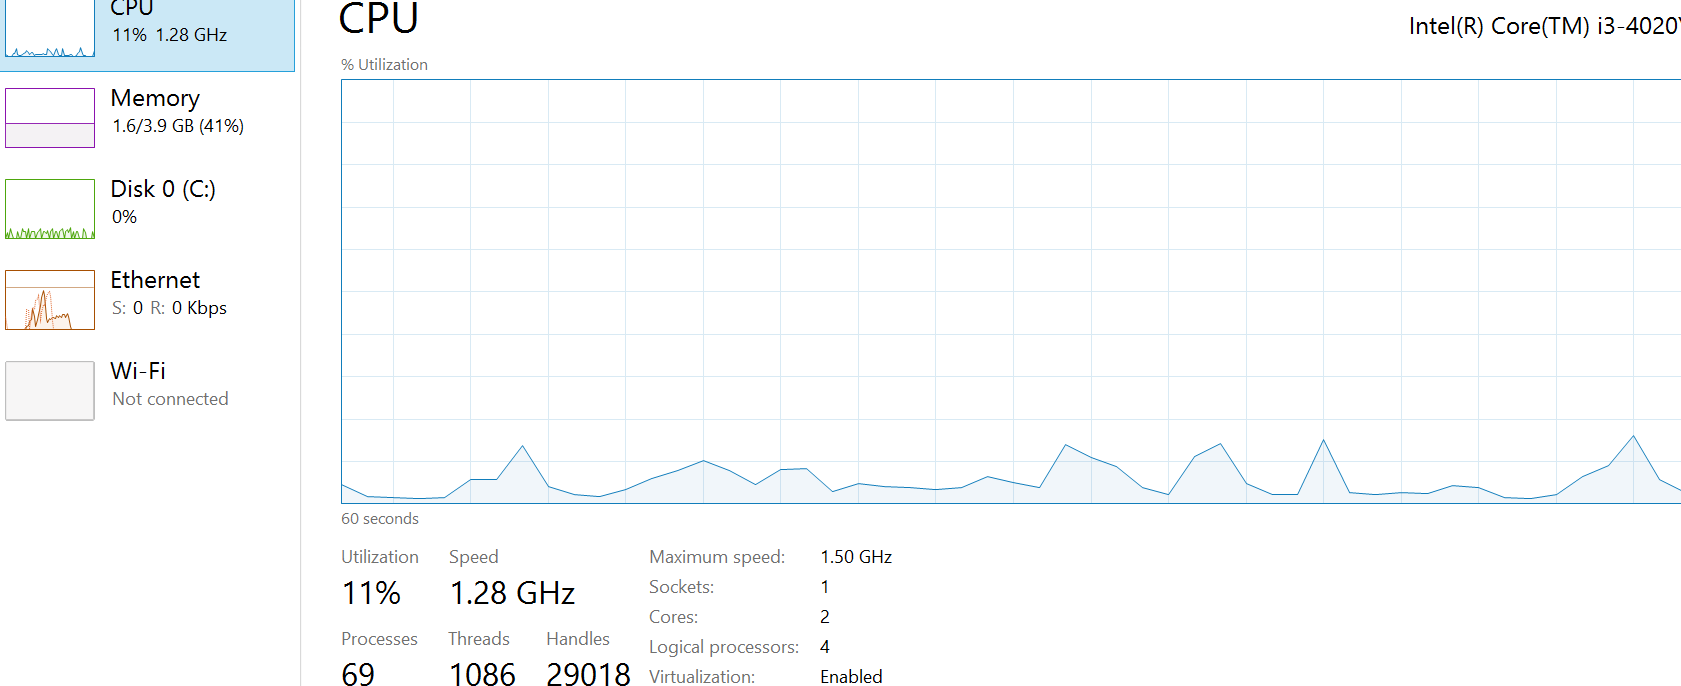 CPU
11% 1.28 GHz
Memory
1.6/3.9 GB (41%)
Disk 0 (C:)
0%
Ethernet
S: 0 R: 0 Kbps
Wi-Fi
Not connected
CPU
Intel(R) Core(TM) i3-4020Y
% Utilization
60 seconds
Utilization
11%
Speed
1.28 GHz
Processes
69
Threads
1086
Handles
29018
Maximum speed: 1.50 GHz
Sockets: 1
Cores: 2
Logical processors: 4
Virtualization: Enabled